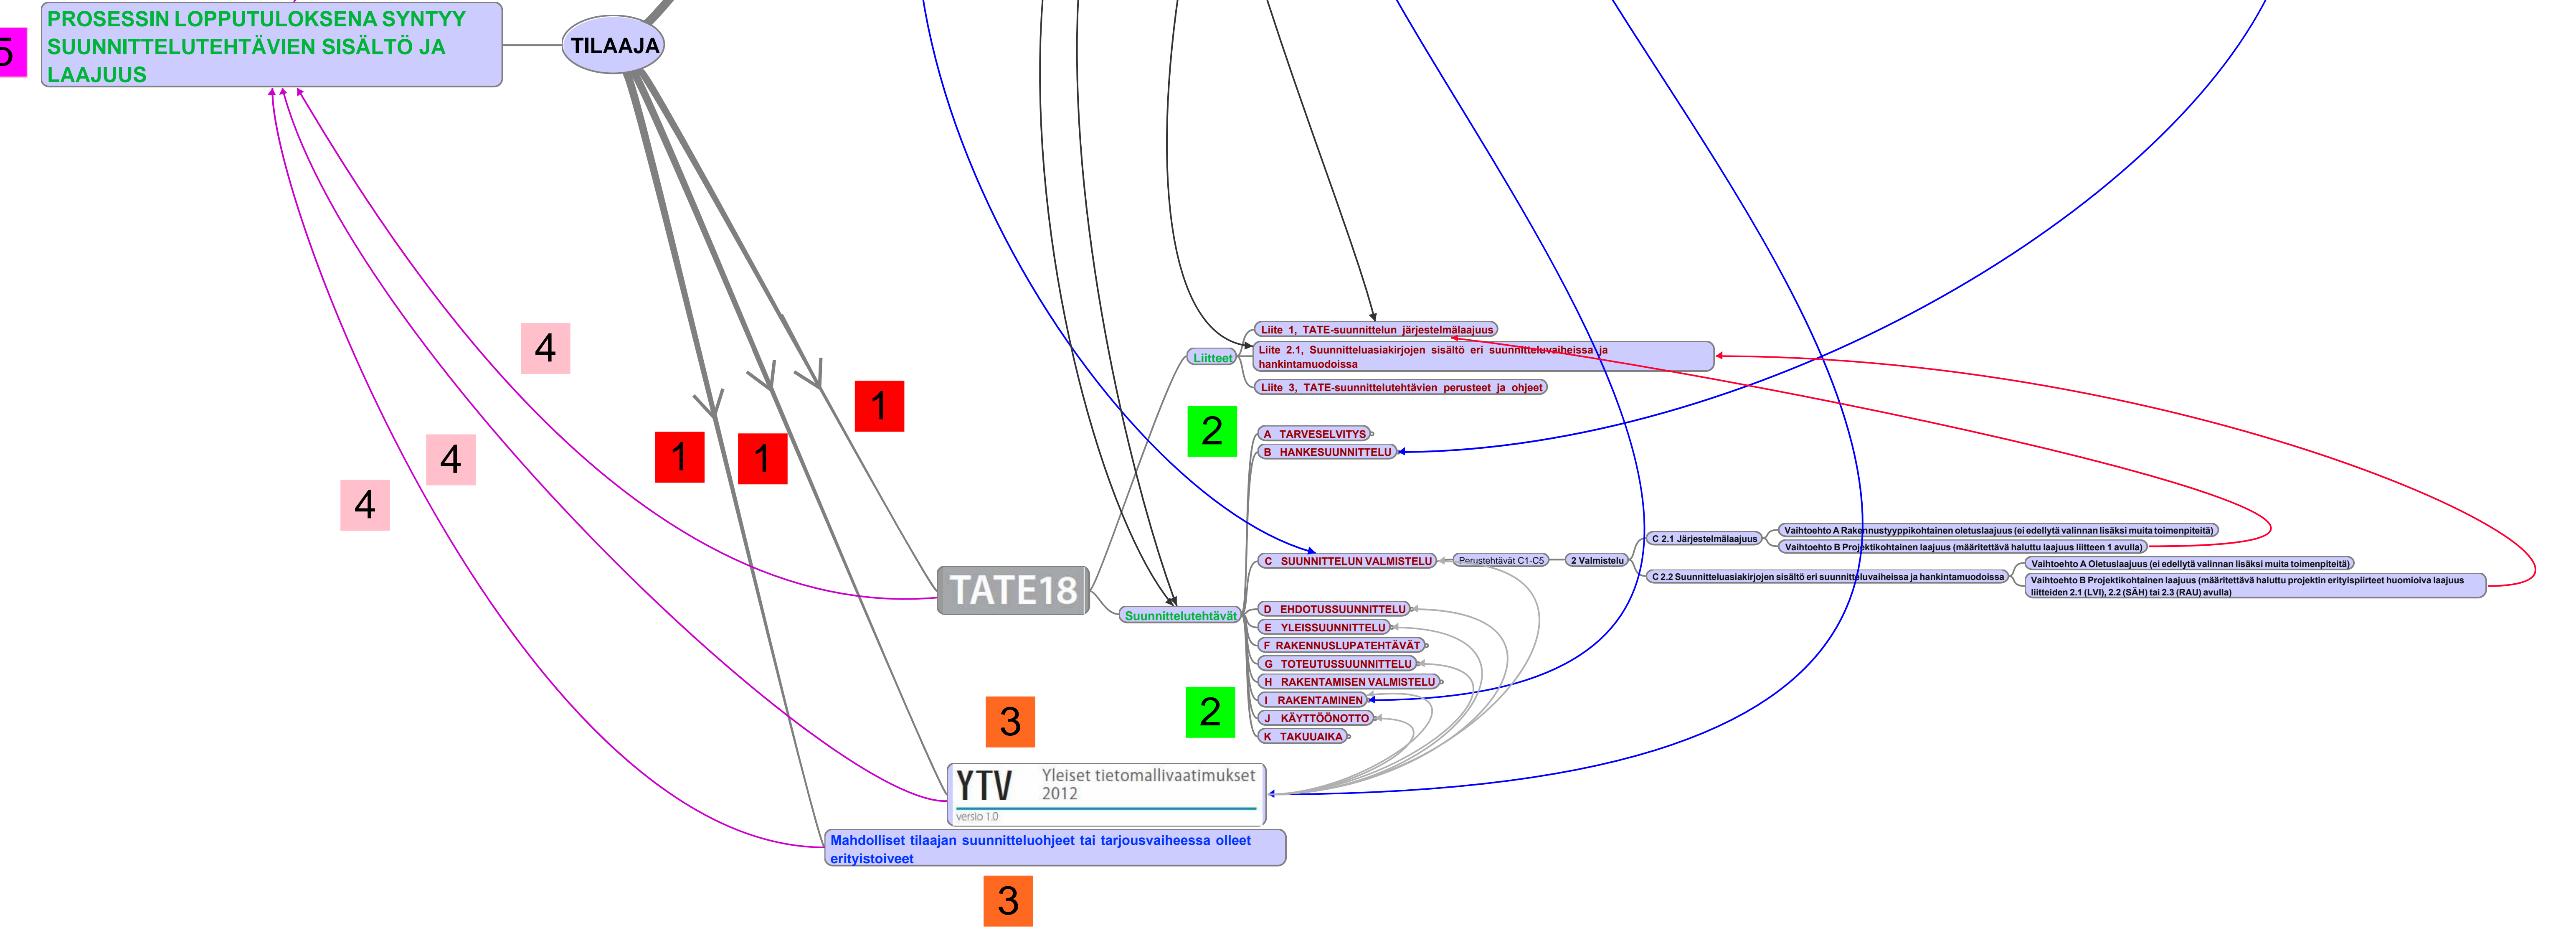 PROSESSIN LOPPUTULOKSENA SYNTYY
SUUNNITTELUTEHTÄVIEN SISÄLTÖ JA
LAAJUUS
5
TILAAJA
4
4
4
1
1
1
Liitteet
Liite 1, TATE-suunnittelun järjestelmälaajuus
Liite 2.1, Suunnitteluasiakirjojen sisältö eri suunnitteluvaiheissa ja
hankintamuodoissa
Liite 3, TATE-suunnittelutehtävien perusteet ja ohjeet
2
A TARVESELVITYS
B HANKESUUNNITTELU
C SUUNNITTELUN VALMISTELU
Perustehtävät C1-C5
2 Valmistelu
C 2.1 Järjestelmälaajuus
Vaihtoehto A Rakennustyyppikohtainen oletuslaajuus (ei edellytä valinnan lisäksi muita toimenpiteitä)
Vaihtoehto B Projektikohtainen laajuus (määritettävä haluttu laajuus liitteen 1 avulla)
C 2.2 Suunnitteluasiakirjojen sisältö eri suunnitteluvaiheissa ja hankintamuodoissa
Vaihtoehto A Oletuslaajuus (ei edellytä valinnan lisäksi muita toimenpiteitä)
Vaihtoehto B Projektikohtainen laajuus (määritettävä haluttu projektin erityispiirteet huomioiva laajuus
liitteiden 2.1 (LVI), 2.2 (SÄH) tai 2.3 (RAU) avulla)
TATE18
Suunnittelutehtävät
D EHDOTUSSUUNNITTELU
E YLEISSUUNNITTELU
F RAKENNUSLUPATEHTÄVÄT
G TOTEUTUSSUUNNITTELU
H RAKENTAMISEN VALMISTELU
I RAKENTAMINEN
J KÄYTTÖÖNOTTO
K TAKUUAIKA
2
3
YTV Yleiset tietomallivaatimukset
2012
versio 1.0
Mahdolliset tilaajan suunnitteluohjeet tai tarjousvaiheessa olleet
erityistoiveet
3